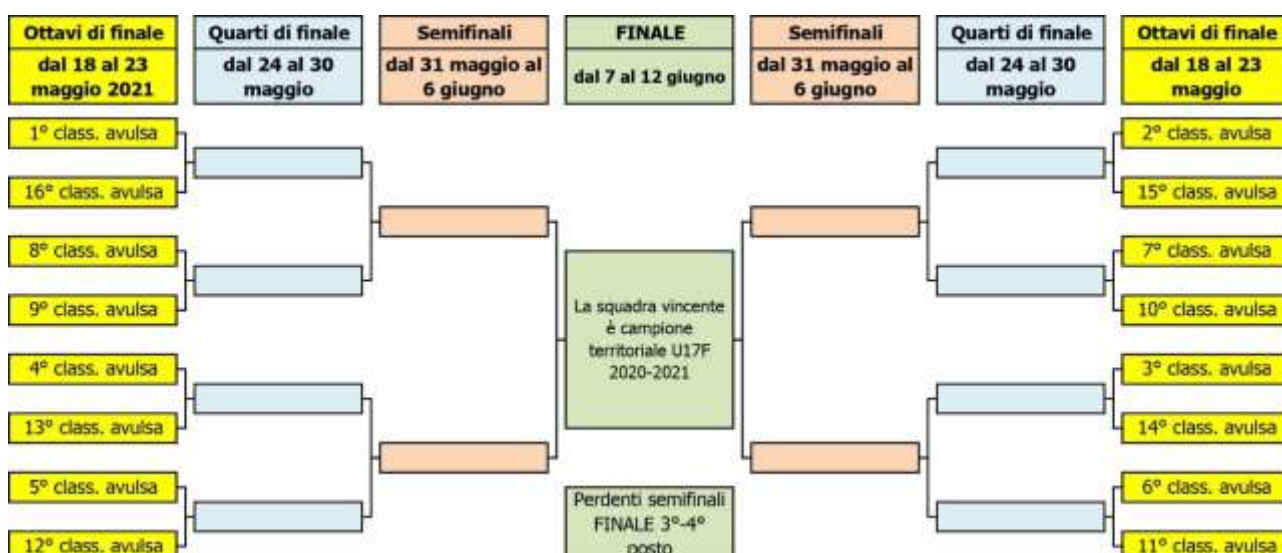 Ottavi di finale
dal 18 al 23
maggio 2021
Quarti di finale
dal 24 al 30
maggio
Semifinali
dal 31 maggio al
6 giugno
FINALE
dal 7 al 12 giugno
Semifinali
dal 31 maggio al
6 giugno
Quarti di finale
dal 24 al 30
maggio
Ottavi di finale
dal 18 al 23
maggio
1° class. avulsa
16° class. avulsa
8° class. avulsa
9° class. avulsa
4° class. avulsa
13° class. avulsa
5° class. avulsa
12° class. avulsa
La squadra vincente
è campione
territoriale U17F
2020-2021
Perdenti semifinali
FINALE 3°-4°
posto
2° class. avulsa
15° class. avulsa
7° class. avulsa
10° class. avulsa
3° class. avulsa
14° class. avulsa
6° class. avulsa
11° class. avulsa